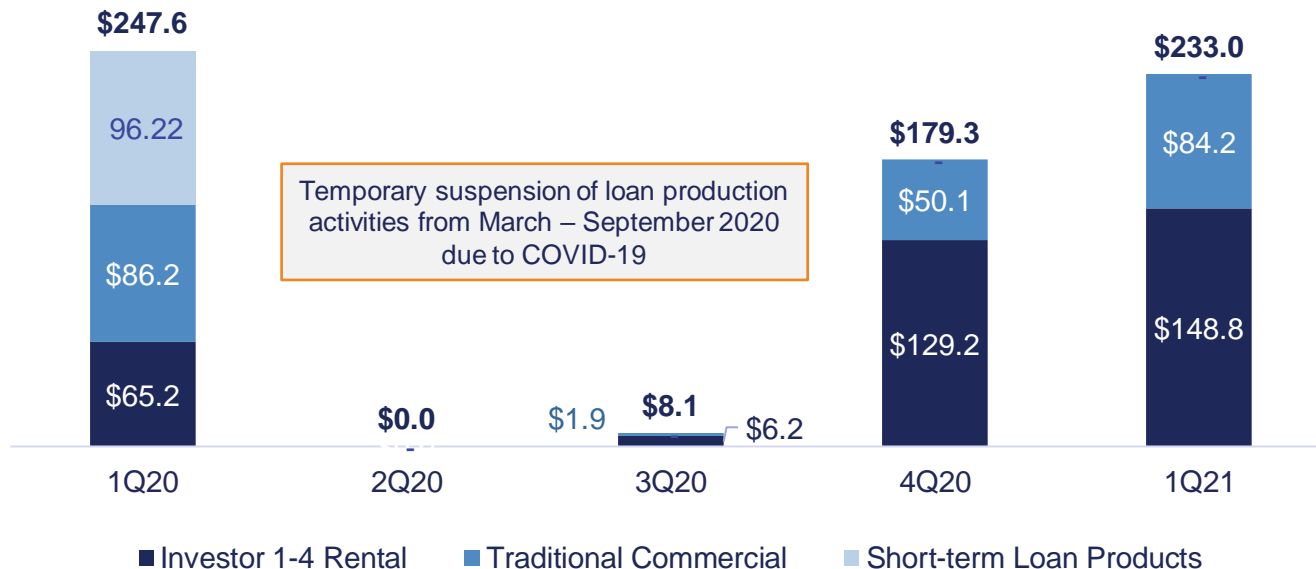 $247.6
96.22
$86.2
$65.2
Temporary suspension of loan production
activities from March – September 2020
due to COVID-19
$0.0
-
$1.9
$8.1
-
$6.2
$179.3
-
$50.1
$129.2
$233.0
-
$84.2
$148.8
1Q20
2Q20
3Q20
4Q20
1Q21
Investor 1-4 Rental
Traditional Commercial
Short-term Loan Products